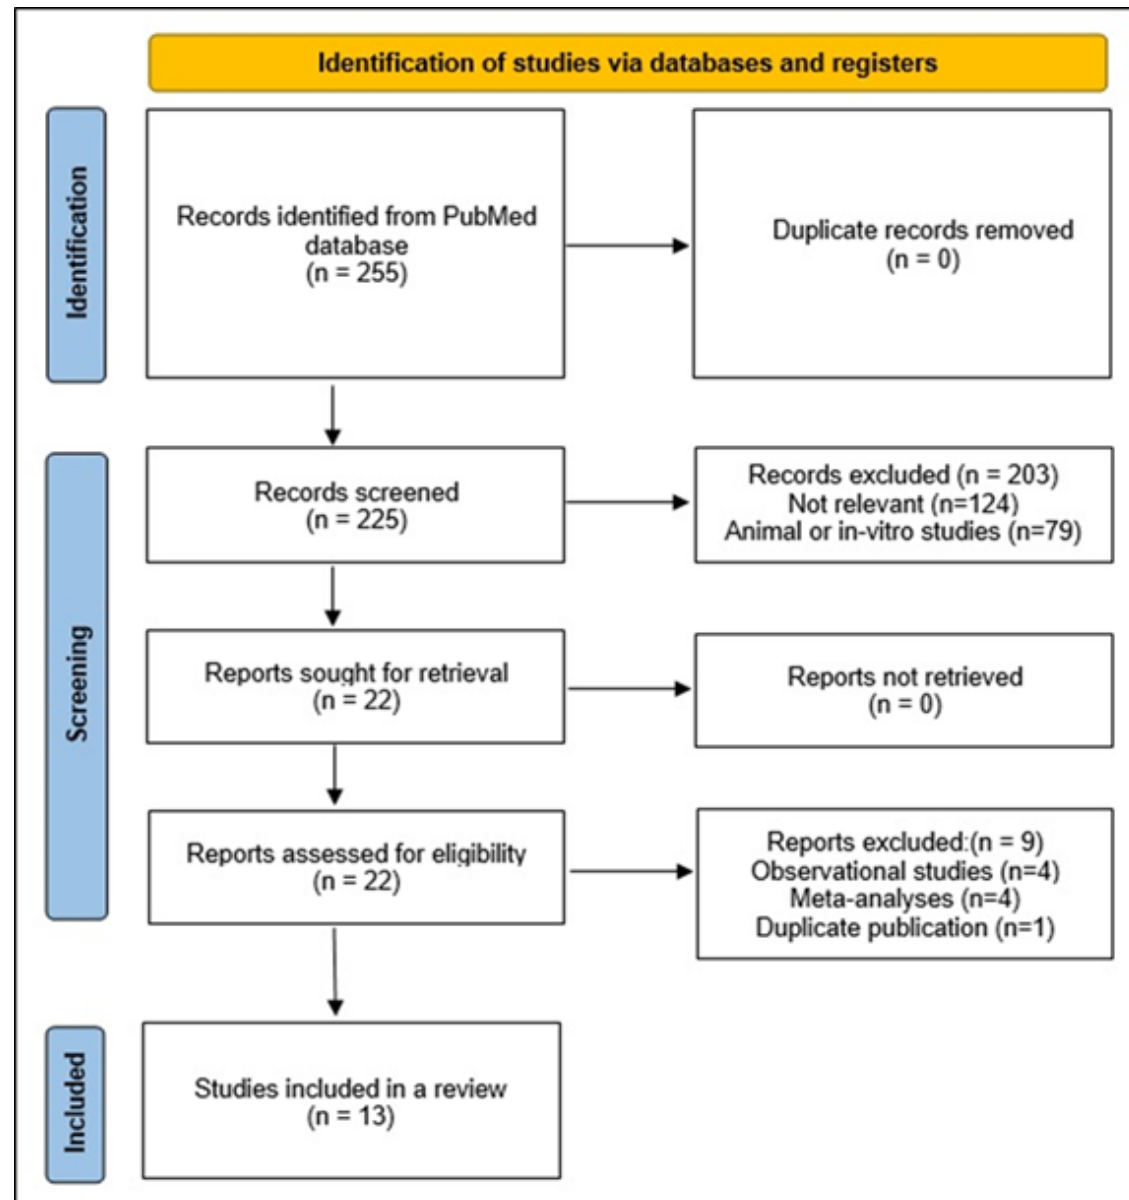 Identification of studies via databases and registers
Identification
Records identified from PubMed
database
(n = 255)
Duplicate records removed
(n = 0)
Screening
Records screened
(n = 225)
Records excluded (n = 203)
Not relevant (n=124)
Animal or in-vitro studies (n=79)
Reports sought for retrieval
(n = 22)
Reports not retrieved
(n = 0)
Reports assessed for eligibility
(n = 22)
Reports excluded:(n = 9)
Observational studies (n=4)
Meta-analyses (n=4)
Duplicate publication (n=1)
Included
Studies included in a review
(n = 13)